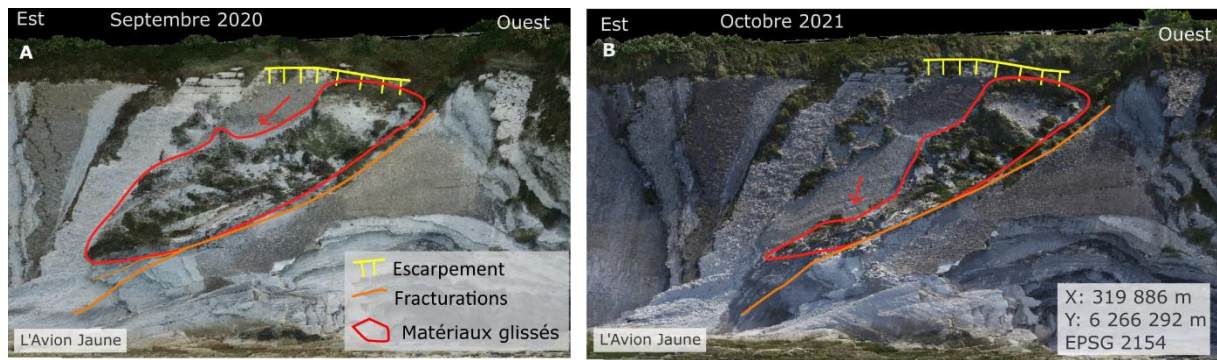 Est
Septembre 2020
Ouest
A
Escarpement
Fracturations
Matériaux glissés
L'Avion Jaune
Est
Octobre 2021
Ouest
B
X: 319 886 m
Y: 6 266 292 m
EPSG 2154
L'Avion Jaune